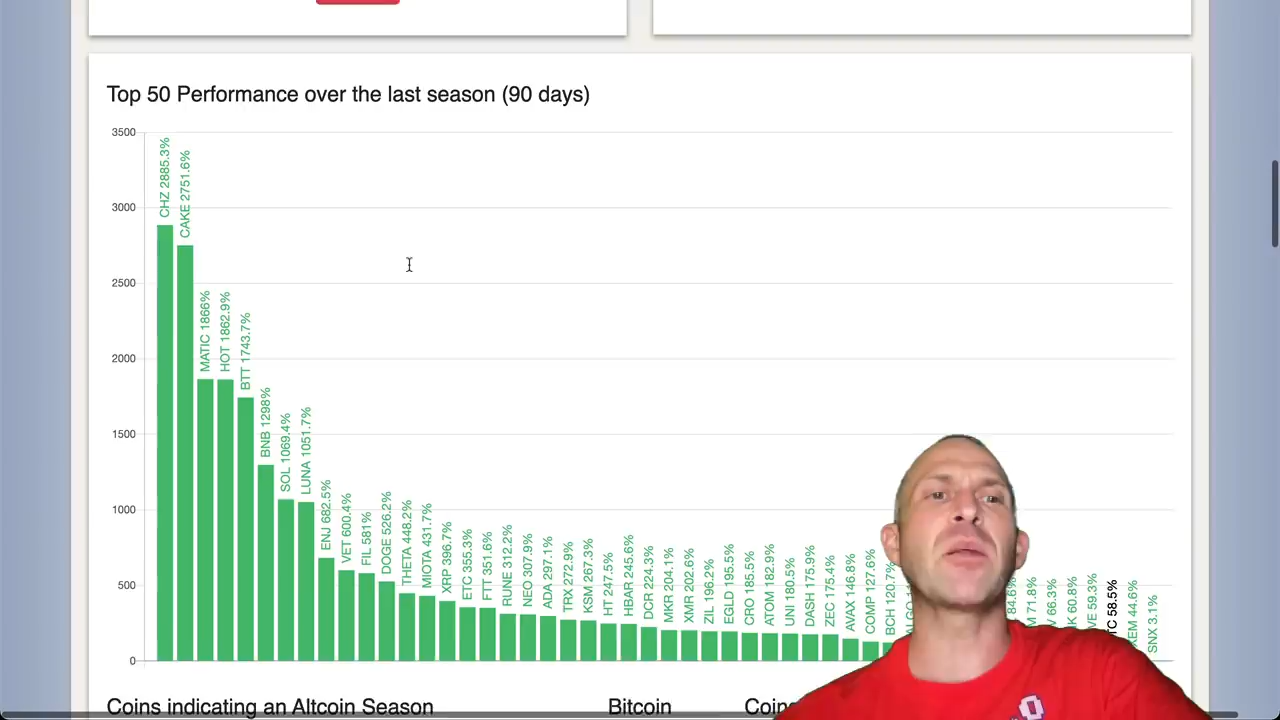 Top 50 Performance over the last season (90 days)
3500
3000
2500
2000
1500
1000
500
0
CHZ 2885.3%
CAKE 2751.6%
MATIC 1866%
HOT 1862.9%
BTT 1743.7%
BNB 1298%
SOL 1069.4%
LUNA 1051.7%
ENJ 682.5%
VET 600.4%
FIL 581%
DOGE 526.2%
THETA 448.2%
MIOTA 431.7%
XRP 396.7%
ETC 355.3%
FTT 351.6%
RUNE 312.2%
NEO 307.9%
ADA 297.1%
TRX 272.9%
KSM 267.3%
HT 247.5%
HBAR 245.6%
DCR 224.3%
MKR 204.1%
XMR 202.6%
ZIL 196.2%
EGLD 195.5%
CRO 185.5%
ATOM 182.9%
UNI 180.5%
DASH 175.9%
ZEC 175.4%
AVAX 146.8%
COMP 127.6%
BCH 120.7%
84.6%
71.8%
66.3%
60.8%
59.3%
58.5%
44.6%
SNX 3.1%
Coins indicating an Altcoin Season
Bitcoin